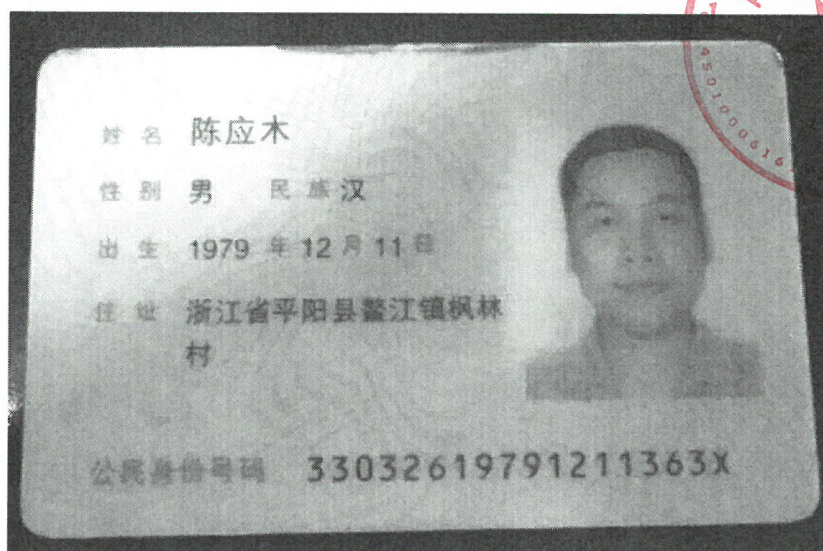 姓名 陈应木
性别 男 民族 汉
出生 1979 年 12 月 11 日
住址 浙江省平阳县鳌江镇枫林
村
公民身份号码 33032619791211363X
4501000616